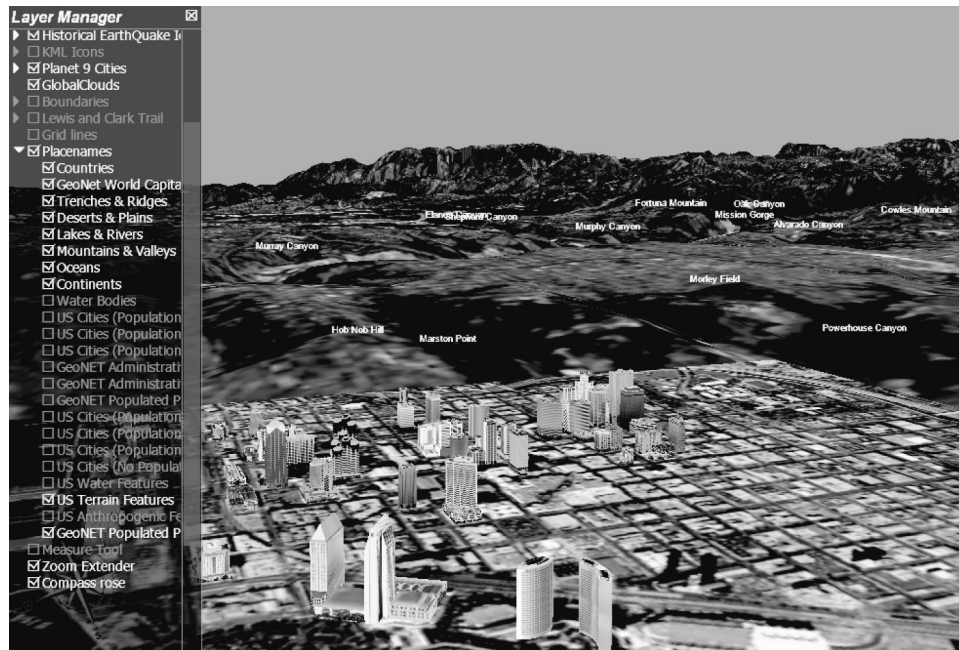 Layer Manager
Historical EarthQuake I
KML Icons
Planet 9 Cities
GlobalClouds
Boundaries
Lewis and Clark Trail
Grid lines
Placenames
Countries
GeoNet World Capita
Trenches & Ridges
Deserts & Plains
Lakes & Rivers
Mountains & Valleys
Oceans
Continents
Water Bodies
US Cities (Population
US Cities (Population
US Cities (Population
GeoNET Administrati
GeoNET Administrati
GeoNET Populated P
US Cities (Population
US Cities (Population
US Cities (Population
US Cities (No Populat
US Water Features
US Terrain Features
US Anthropogenic Fe
GeoNET Populated P
Measure Tool
Zoom Extender
Compass rose
S
Fortuna Mountain
Oak Canyon
Cowles Mountain
Shepherd Canyon
Mission Gorge
Murphy Canyon
Alvarado Canyon
Murray Canyon
Morley Field
Hob Nob Hill
Marston Point
Powerhouse Canyon